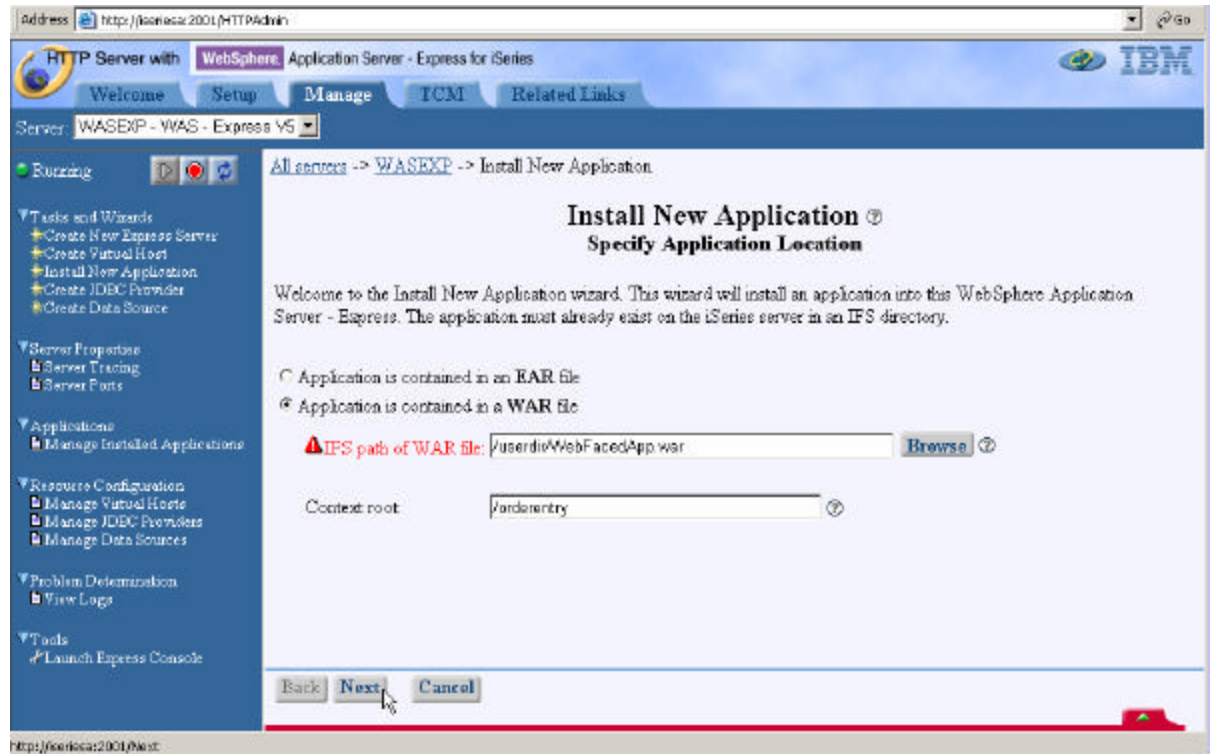 Address http://iseriesa:2001/HTTPAdmin Go
HTTP Server with WebSphere. Application Server - Express for iSeries IBM
Welcome Setup Manage TCM Related Links
Server: WASEXP - WAS - Express V5
Running
All servers -> WASEXP -> Install New Application
Tasks and Wizards
Create New Express Server
Create Virtual Host
Install New Application
Create JDBC Provider
Create Data Source
Server Properties
Server Tracing
Server Ports
Applications
Manage Installed Applications
Resource Configuration
Manage Virtual Hosts
Manage JDBC Providers
Manage Data Sources
Problem Determination
View Logs
Tools
Launch Express Console
Install New Application ?
Specify Application Location
Welcome to the Install New Application wizard. This wizard will install an application into this WebSphere Application
Server - Express. The application must already exist on the iSeries server in an IFS directory.
Application is contained in an EAR file
Application is contained in a WAR file
IFS path of WAR file: /userdir/WebFacedApp.war Browse ?
Context root: /orderentry ?
Back Next Cancel
http://iseriesa:2001/Next